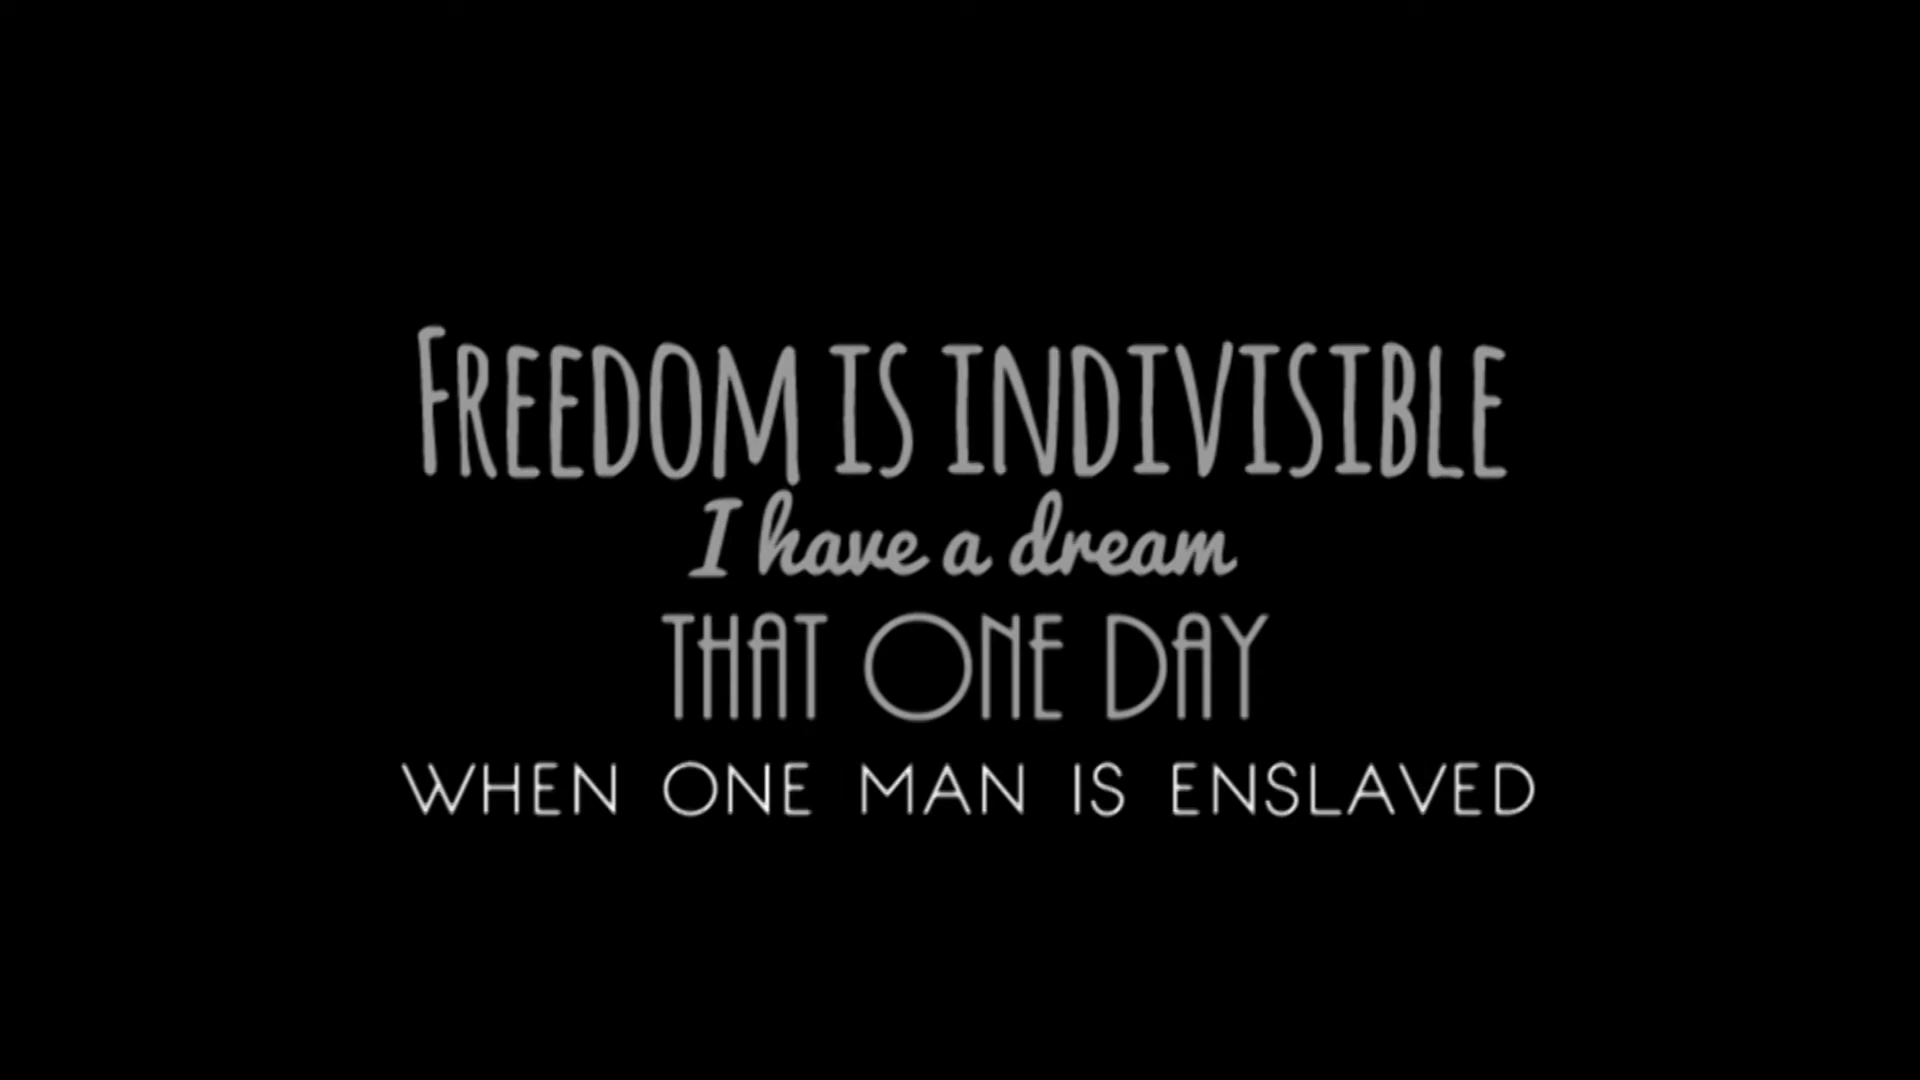 FREEDOM IS INDIVISIBLE
I have a dream
THAT ONE DAY
WHEN ONE MAN IS ENSLAVED